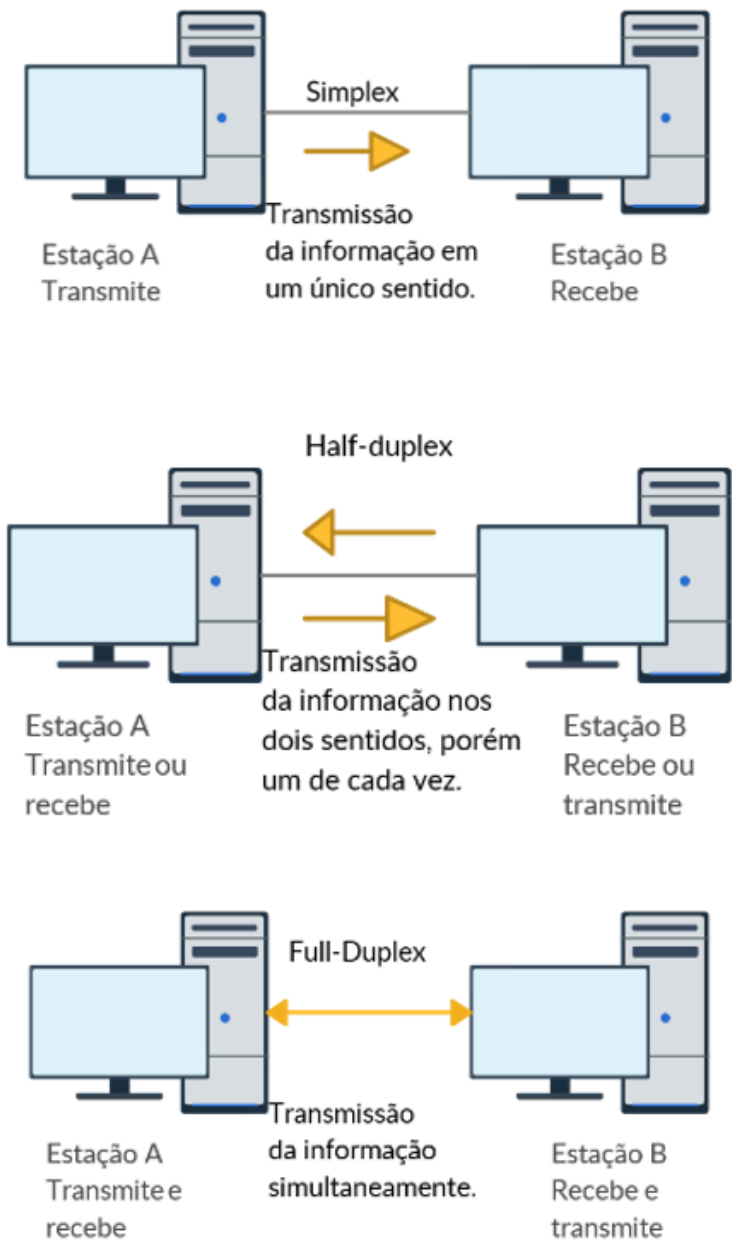 Simplex
Transmissão
da informação em
um único sentido.
Estação A
Transmite
Estação B
Recebe
Half-duplex
Transmissão
da informação nos
dois sentidos, porém
um de cada vez.
Estação A
Transmite ou
recebe
Estação B
Recebe ou
transmite
Full-Duplex
Transmissão
da informação
simultaneamente.
Estação A
Transmite e
recebe
Estação B
Recebe e
transmite